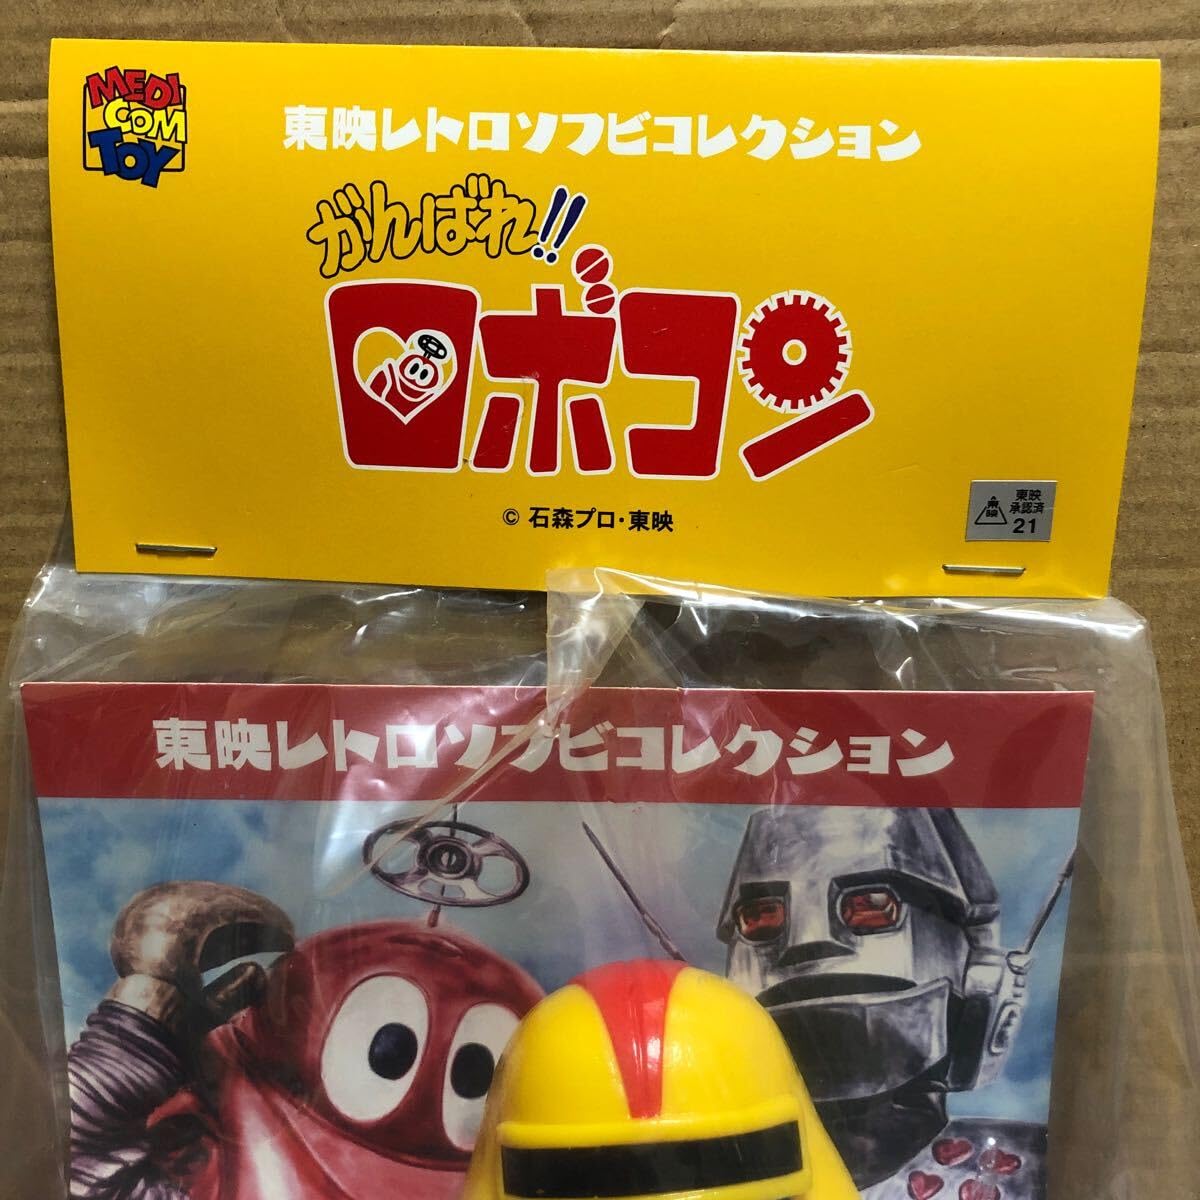 MEDI
COM
TOY
東映レトロソフビコレクション
がんばれ!!
ロボコン
© 石森プロ・東映
東映
東映
承認済
21
東映レトロソフビコレクション